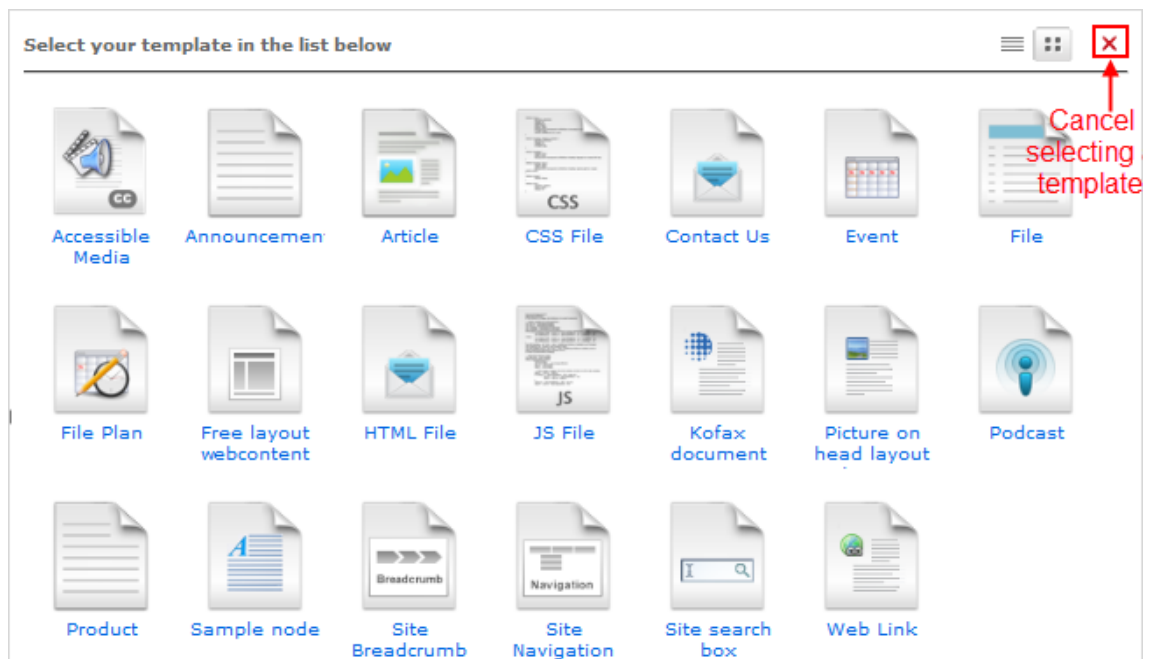 Select your template in the list below
Cancel
selecting
template
CC
CSS
Accessible Media
Announcemen
Article
CSS File
Contact Us
Event
File
JS
File Plan
Free layout webcontent
HTML File
JS File
Kofax document
Picture on head layout
Podcast
Breadcrumb
Navigation
Product
Sample node
Site Breadcrumb
Site Navigation
Site search box
Web Link